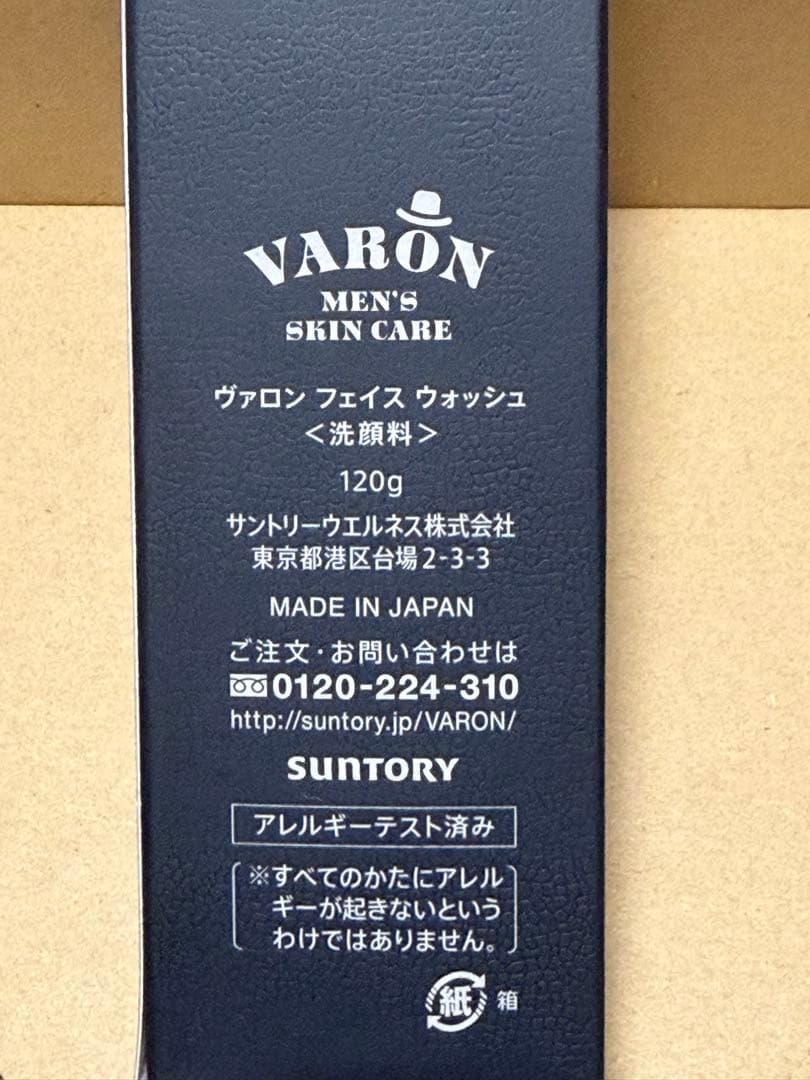 VARON
MEN'S
SKIN CARE
ヴァロン フェイス ウォッシュ
<洗顔料>
120g
サントリーウエルネス株式会社
東京都港区台場2-3-3
MADE IN JAPAN
ご注文・お問い合わせは
0120-224-310
http://suntory.jp/VARON/
SUNTORY
アレルギーテスト済み
※すべてのかたにアレル
ギーが起きないという
わけではありません。
紙 箱